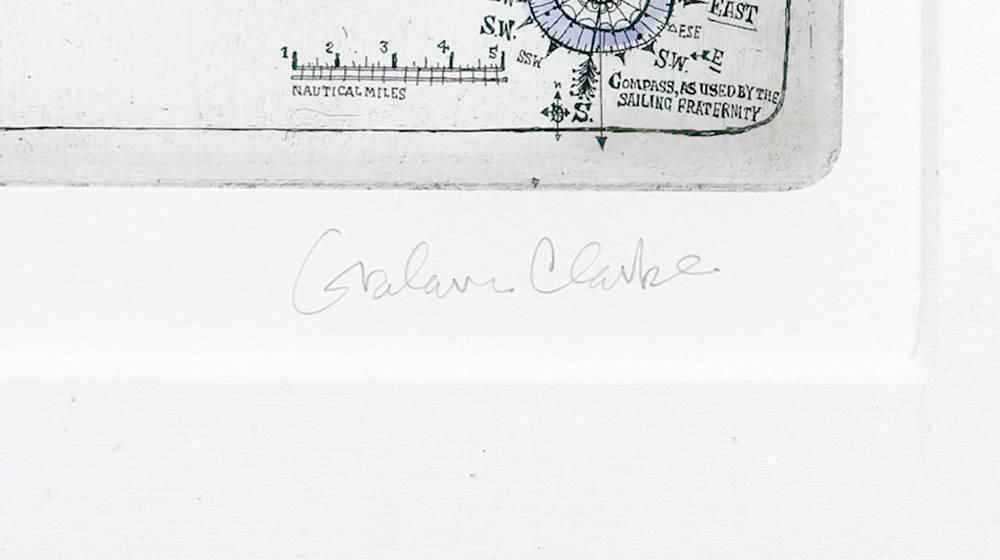 EAST
S.W.
ESE
SSW
S.W. E
1 2 3 4 5
NAUTICAL MILES
COMPASS, AS USED BY THE
SAILING FRATERNITY
N
S.
Graham Clarke